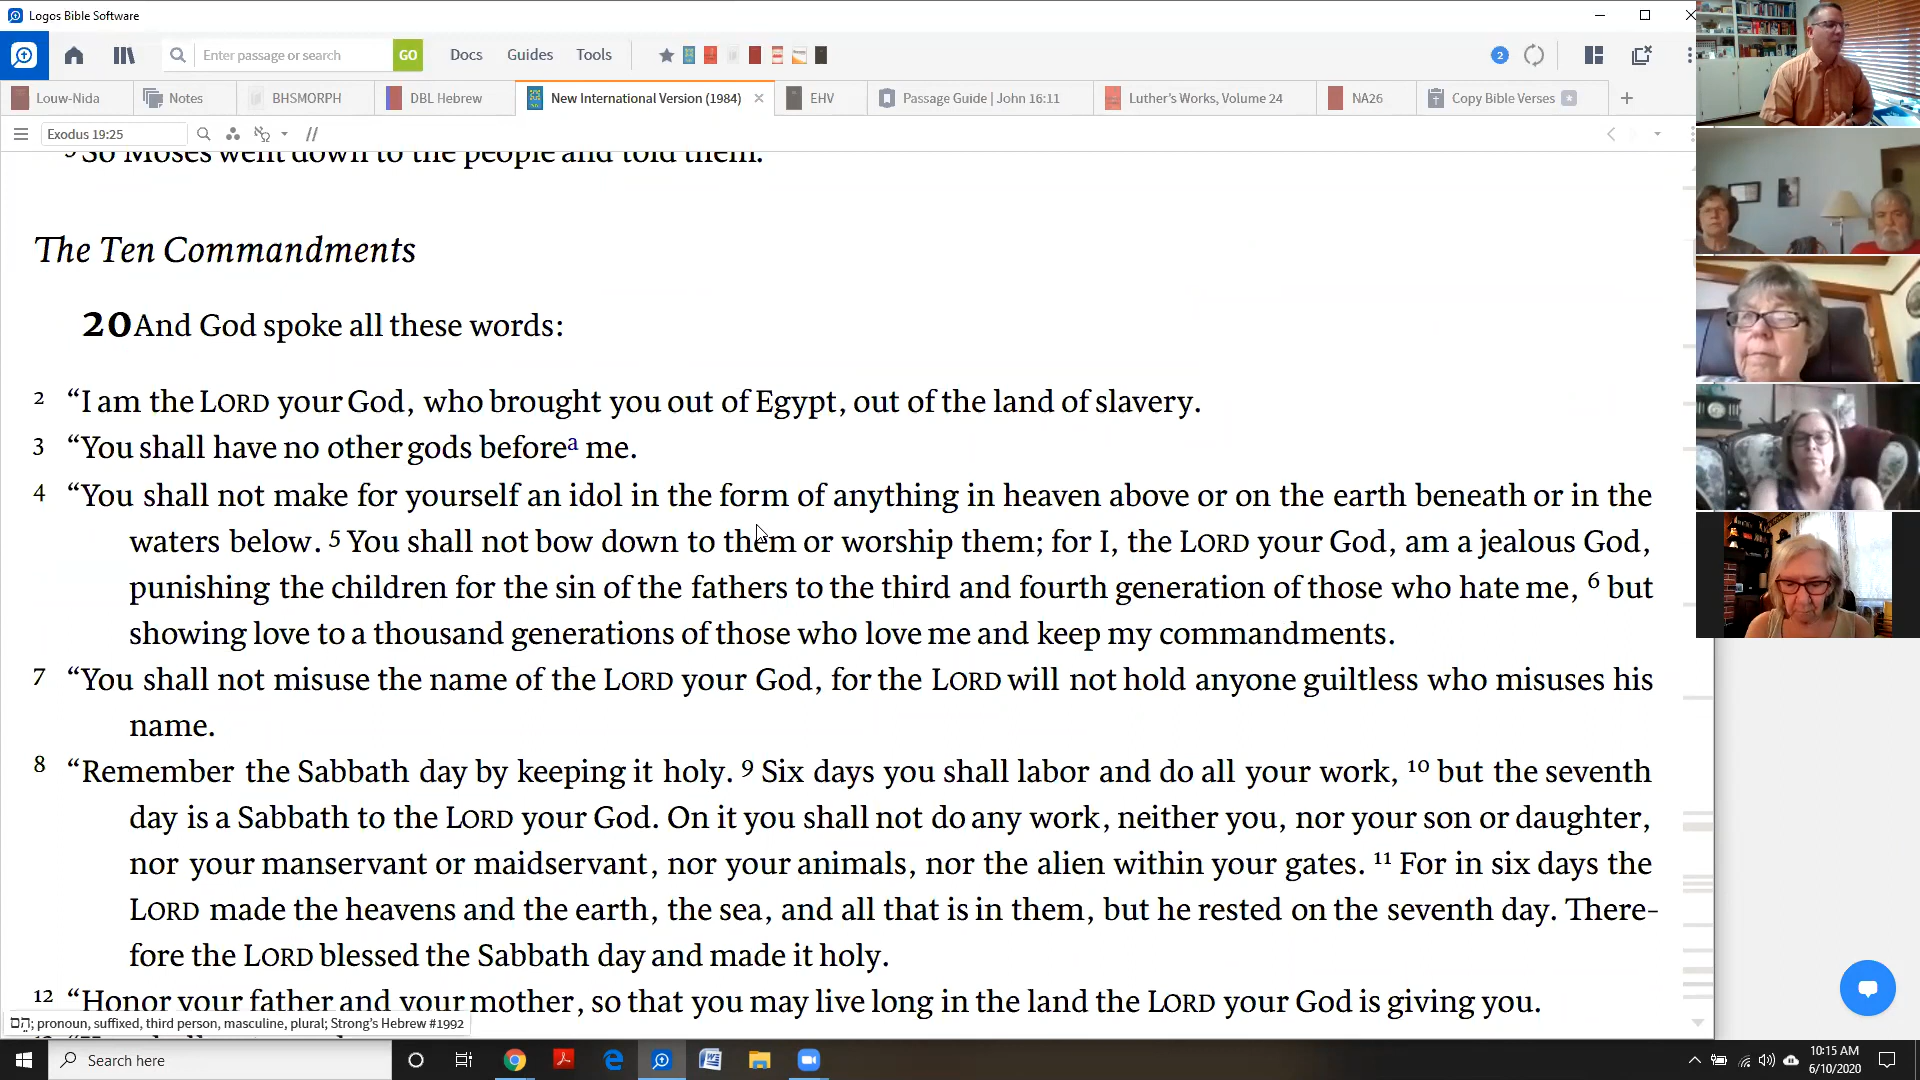 Logos Bible Software
Enter passage or search GO Docs Guides Tools 2
Louw-Nida Notes BHSMORPH DBL Hebrew New International Version (1984) EHV Passage Guide | John 16:11 Luther's Works, Volume 24 NA26 Copy Bible Verses
Exodus 19:25
So Moses went down to the people and told them.
The Ten Commandments
20 And God spoke all these words:
2 “I am the LORD your God, who brought you out of Egypt, out of the land of slavery.
3 “You shall have no other gods beforea me.
4 “You shall not make for yourself an idol in the form of anything in heaven above or on the earth beneath or in the
waters below. 5 You shall not bow down to them or worship them; for I, the LORD your God, am a jealous God,
punishing the children for the sin of the fathers to the third and fourth generation of those who hate me, 6 but
showing love to a thousand generations of those who love me and keep my commandments.
7 “You shall not misuse the name of the LORD your God, for the LORD will not hold anyone guiltless who misuses his
name.
8 “Remember the Sabbath day by keeping it holy. 9 Six days you shall labor and do all your work, 10 but the seventh
day is a Sabbath to the LORD your God. On it you shall not do any work, neither you, nor your son or daughter,
nor your manservant or maidservant, nor your animals, nor the alien within your gates. 11 For in six days the
LORD made the heavens and the earth, the sea, and all that is in them, but he rested on the seventh day. There-
fore the LORD blessed the Sabbath day and made it holy.
12 “Honor your father and your mother, so that you may live long in the land the LORD your God is giving you.
הֵם; pronoun, suffixed, third person, masculine, plural; Strong's Hebrew #1992
Search here
10:15 AM
6/10/2020